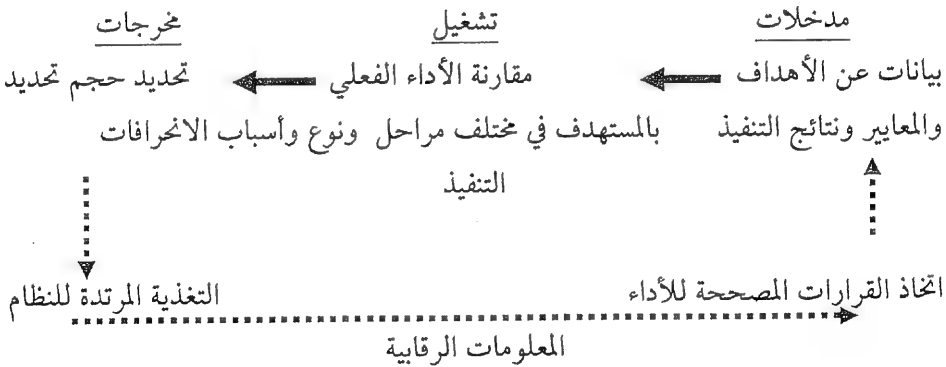 مدخلات تشغيل مخرجات
بيانات عن الأهداف مقارنة الأداء الفعلي تحديد حجم تحديد
والمعايير ونتائج التنفيذ بالمستهدف في مختلف مراحل ونوع وأسباب الانحرافات
التنفيذ
اتخاذ القرارات المصححة للأداء التغذية المرتدة للنظام
المعلومات الرقابية